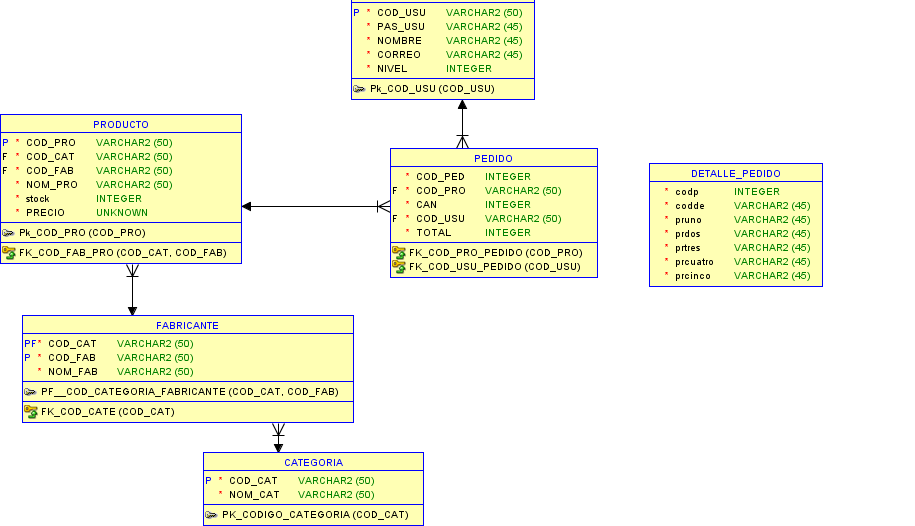 P * COD_USU VARCHAR2 (50)
* PAS_USU VARCHAR2 (45)
* NOMBRE VARCHAR2 (45)
* CORREO VARCHAR2 (45)
* NIVEL INTEGER
Pk_COD_USU (COD_USU)
PRODUCTO
P * COD_PRO VARCHAR2 (50)
F * COD_CAT VARCHAR2 (50)
F * COD_FAB VARCHAR2 (50)
* NOM_PRO VARCHAR2 (50)
* stock INTEGER
* PRECIO UNKNOWN
Pk_COD_PRO (COD_PRO)
FK_COD_FAB_PRO (COD_CAT, COD_FAB)
PEDIDO
* COD_PED INTEGER
F * COD_PRO VARCHAR2 (50)
* CAN INTEGER
F * COD_USU VARCHAR2 (50)
* TOTAL INTEGER
FK_COD_PRO_PEDIDO (COD_PRO)
FK_COD_USU_PEDIDO (COD_USU)
DETALLE_PEDIDO
* codp INTEGER
* codde VARCHAR2 (45)
* pruno VARCHAR2 (45)
* prdos VARCHAR2 (45)
* prtres VARCHAR2 (45)
* prcuatro VARCHAR2 (45)
* prcinco VARCHAR2 (45)
FABRICANTE
PF* COD_CAT VARCHAR2 (50)
P * COD_FAB VARCHAR2 (50)
* NOM_FAB VARCHAR2 (50)
PF__COD_CATEGORIA_FABRICANTE (COD_CAT, COD_FAB)
FK_COD_CATE (COD_CAT)
CATEGORIA
P * COD_CAT VARCHAR2 (50)
* NOM_CAT VARCHAR2 (50)
PK_CODIGO_CATEGORIA (COD_CAT)